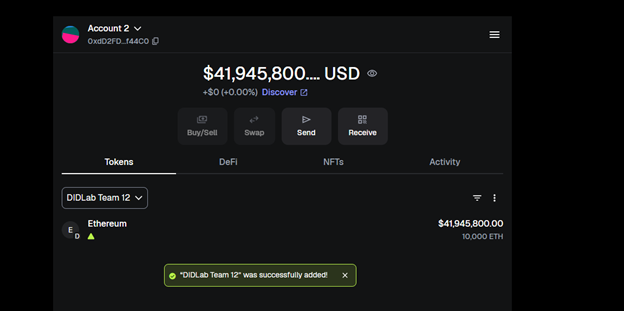 Account 2
0xdD2FD...f44C0
$41,945,800.... USD
+$0 (+0.00%) Discover
Buy/Sell
Swap
Send
Receive
Tokens
DeFi
NFTs
Activity
DIDLab Team 12
E
D
Ethereum
$41,945,800.00
10,000 ETH
"DIDLab Team 12" was successfully added!